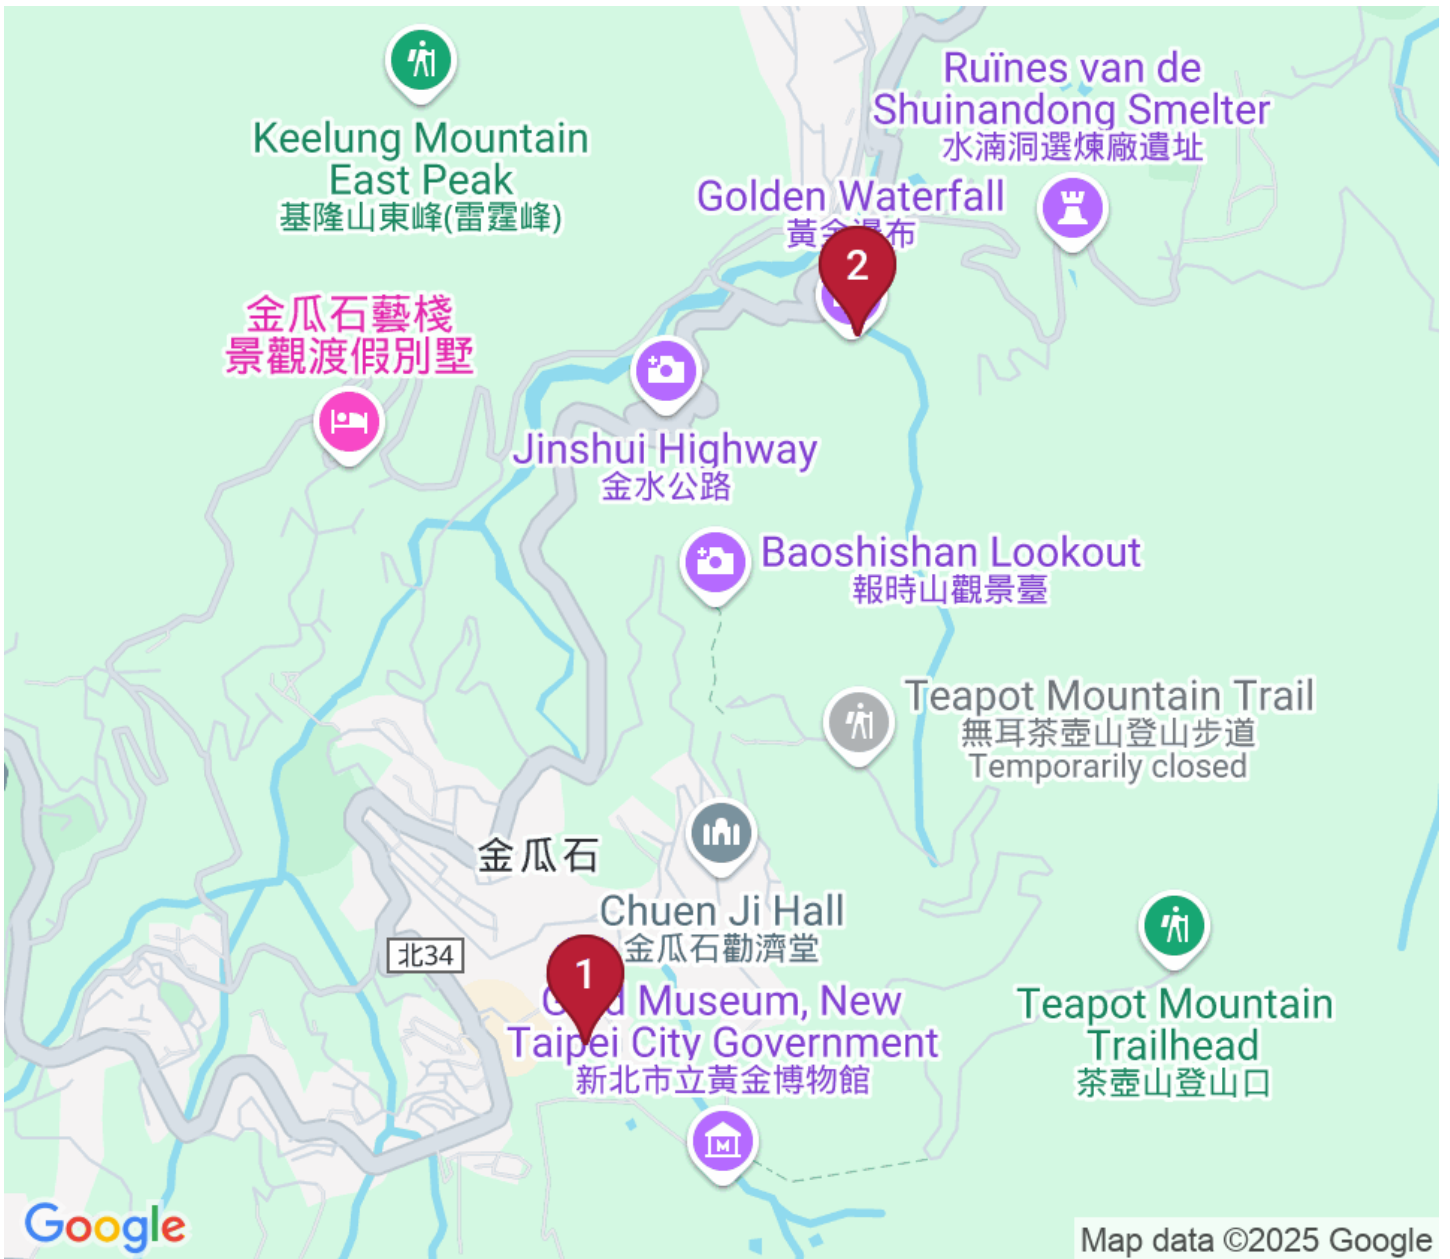 Keelung Mountain
East Peak
基隆山東峰(雷霆峰)
Ruïnes van de
Shuinandong Smelter
水湳洞選煉廠遺址
Golden Waterfall
黃金瀑布
2
金瓜石藝棧
景觀渡假別墅
Jinshui Highway
金水公路
Baoshishan Lookout
報時山觀景臺
Teapot Mountain Trail
無耳茶壺山登山步道
Temporarily closed
金瓜石
Chuen Ji Hall
金瓜石勸濟堂
北34
1
Gold Museum, New
Taipei City Government
新北市立黃金博物館
M
Teapot Mountain
Trailhead
茶壺山登山口
Google
Map data ©2025 Google